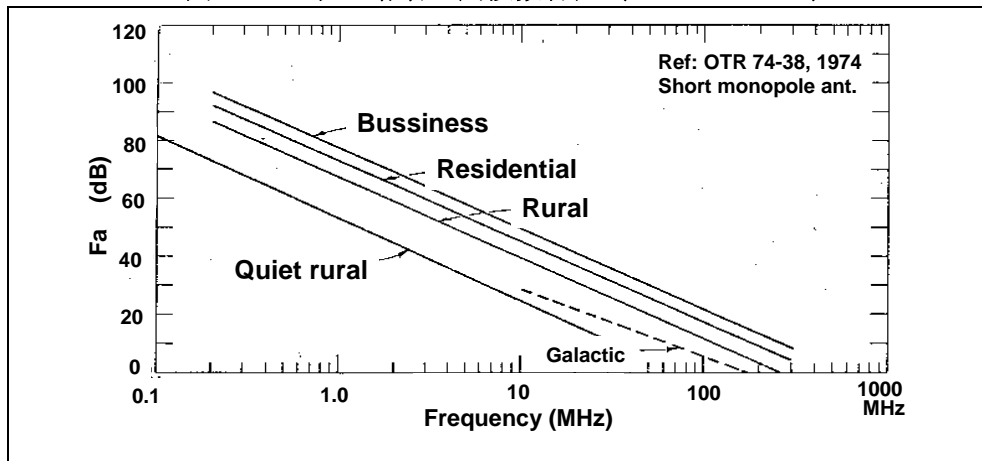 120
100
80
60
40
20
0
Fa (dB)
Ref: OTR 74-38, 1974
Short monopole ant.
Bussiness
Residential
Rural
Quiet rural
Galactic
0.1
1.0
10
100
1000
MHz
Frequency (MHz)